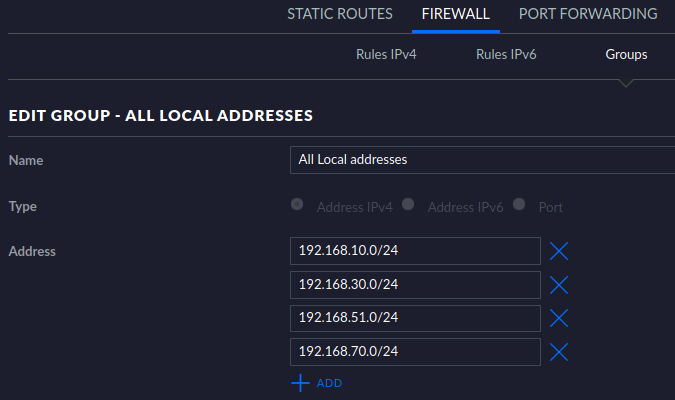 STATIC ROUTES FIREWALL PORT FORWARDING
Rules IPv4 Rules IPv6 Groups
EDIT GROUP - ALL LOCAL ADDRESSES
Name All Local addresses
Type Address IPv4 Address IPv6 Port
Address 192.168.10.0/24
192.168.30.0/24
192.168.51.0/24
192.168.70.0/24
ADD